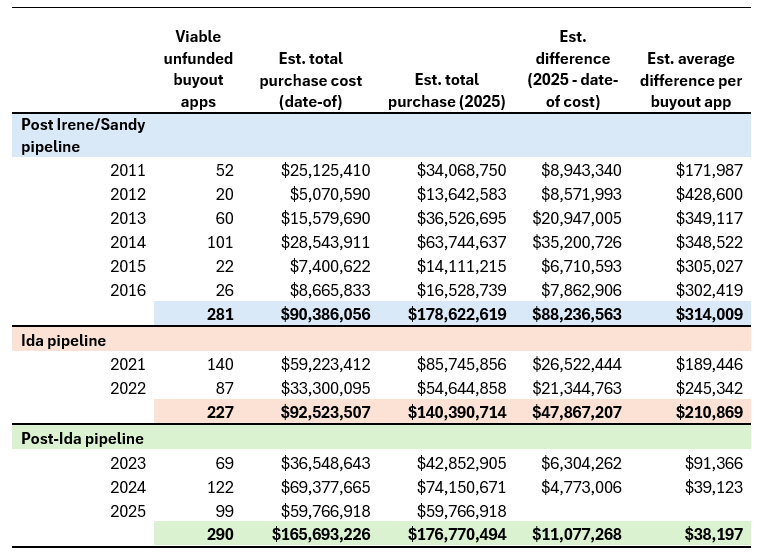 Viable unfunded buyout apps	Est. total purchase cost (date-of)	Est. total purchase (2025)	Est. difference (2025 - date-of cost)	Est. average difference per buyout app
Post Irene/Sandy pipeline
2011	52	$25,125,410	$34,068,750	$8,943,340	$171,987
2012	20	$5,070,590	$13,642,583	$8,571,993	$428,600
2013	60	$15,579,690	$36,526,695	$20,947,005	$349,117
2014	101	$28,543,911	$63,744,637	$35,200,726	$348,522
2015	22	$7,400,622	$14,111,215	$6,710,593	$305,027
2016	26	$8,665,833	$16,528,739	$7,862,906	$302,419
281	$90,386,056	$178,622,619	$88,236,563	$314,009
Ida pipeline
2021	140	$59,223,412	$85,745,856	$26,522,444	$189,446
2022	87	$33,300,095	$54,644,858	$21,344,763	$245,342
227	$92,523,507	$140,390,714	$47,867,207	$210,869
Post-Ida pipeline
2023	69	$36,548,643	$42,852,905	$6,304,262	$91,366
2024	122	$69,377,665	$74,150,671	$4,773,006	$39,123
2025	99	$59,766,918	$59,766,918
290	$165,693,226	$176,770,494	$11,077,268	$38,197